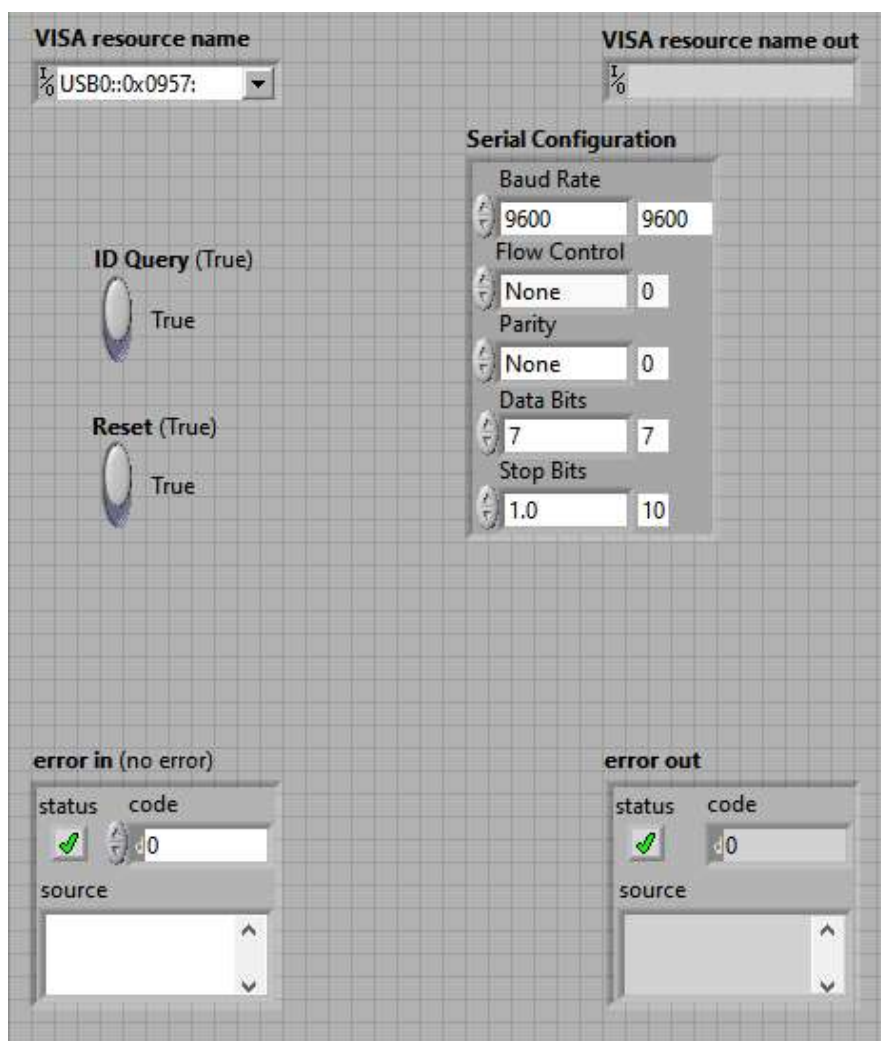 VISA resource name
VISA resource name out
USB0::0x0957:
Serial Configuration
Baud Rate
9600 9600
Flow Control
None 0
Parity
None 0
Data Bits
7 7
Stop Bits
1.0 10
ID Query (True)
True
Reset (True)
True
error in (no error)
status code
d 0
source
error out
status code
d 0
source